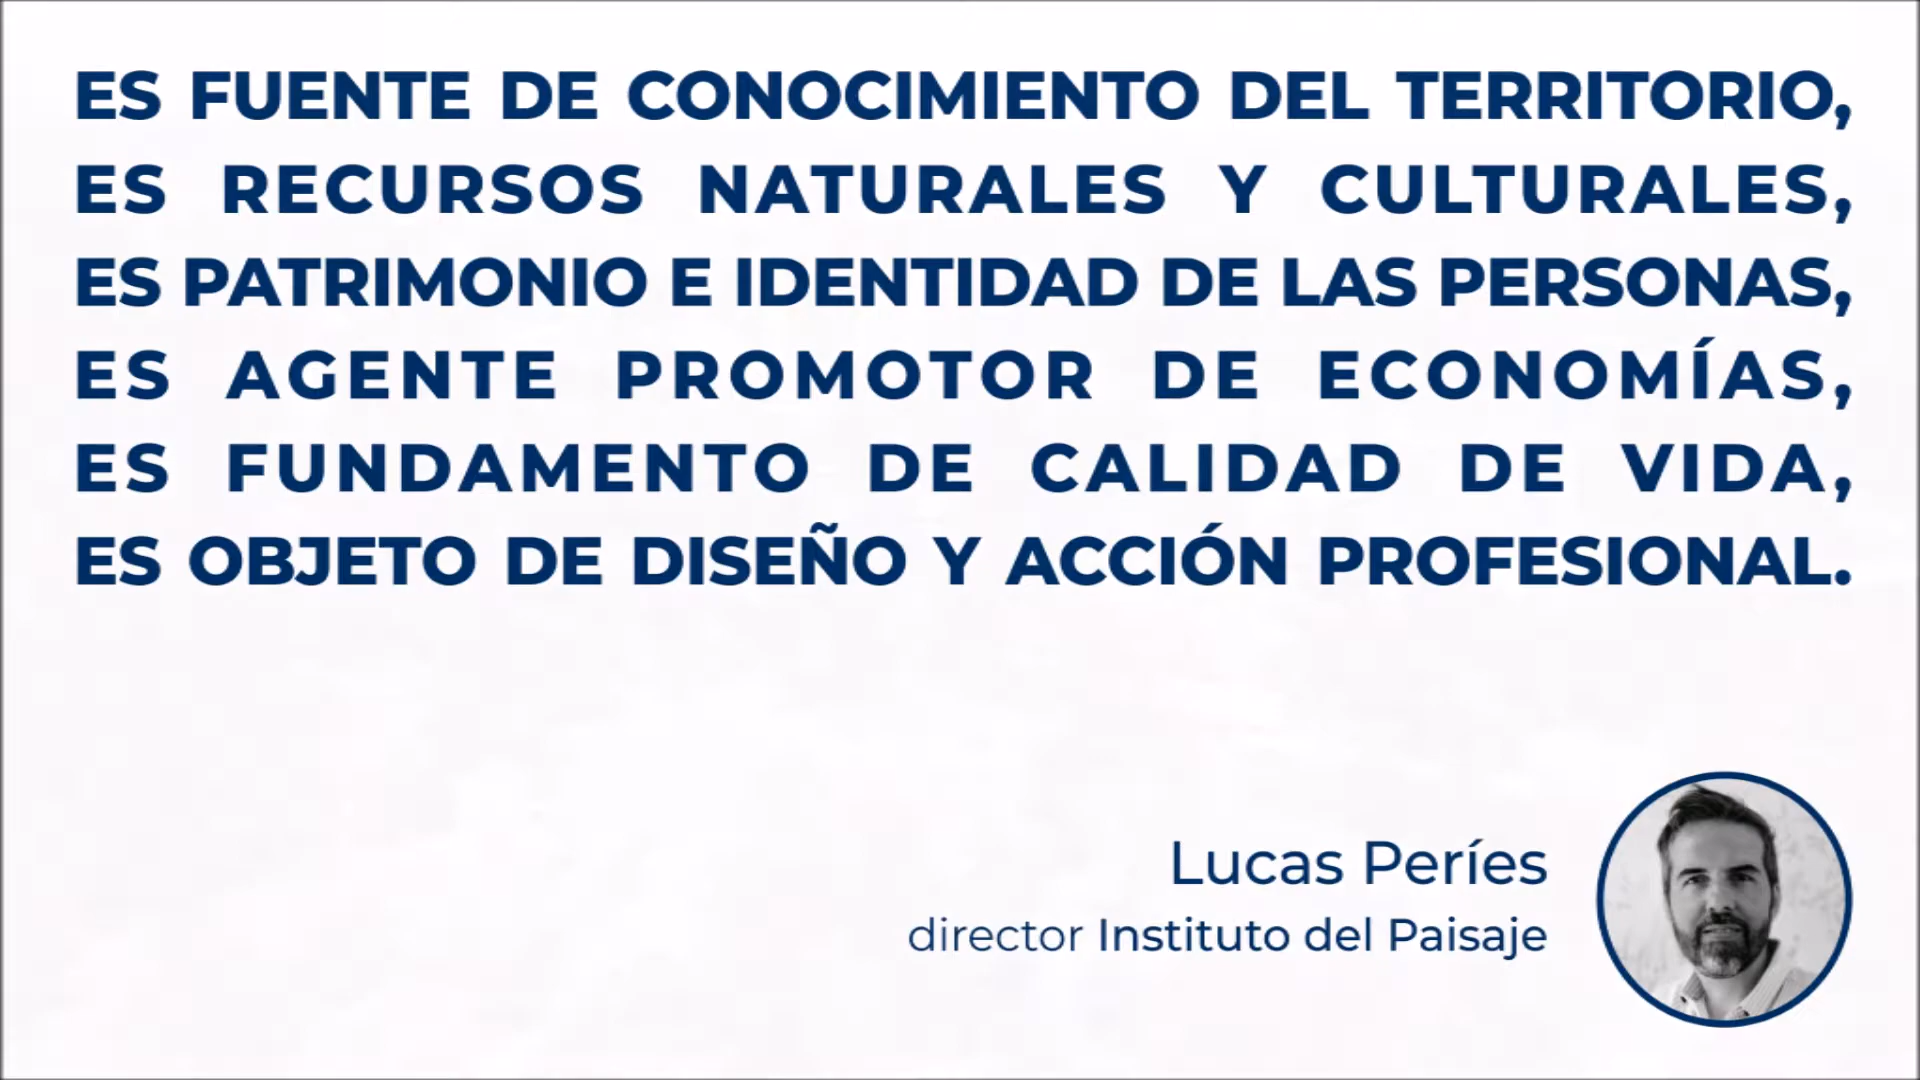 ES FUENTE DE CONOCIMIENTO DEL TERRITORIO,
ES RECURSOS NATURALES Y CULTURALES,
ES PATRIMONIO E IDENTIDAD DE LAS PERSONAS,
ES AGENTE PROMOTOR DE ECONOMÍAS,
ES FUNDAMENTO DE CALIDAD DE VIDA,
ES OBJETO DE DISEÑO Y ACCIÓN PROFESIONAL.
Lucas Períes
director Instituto del Paisaje